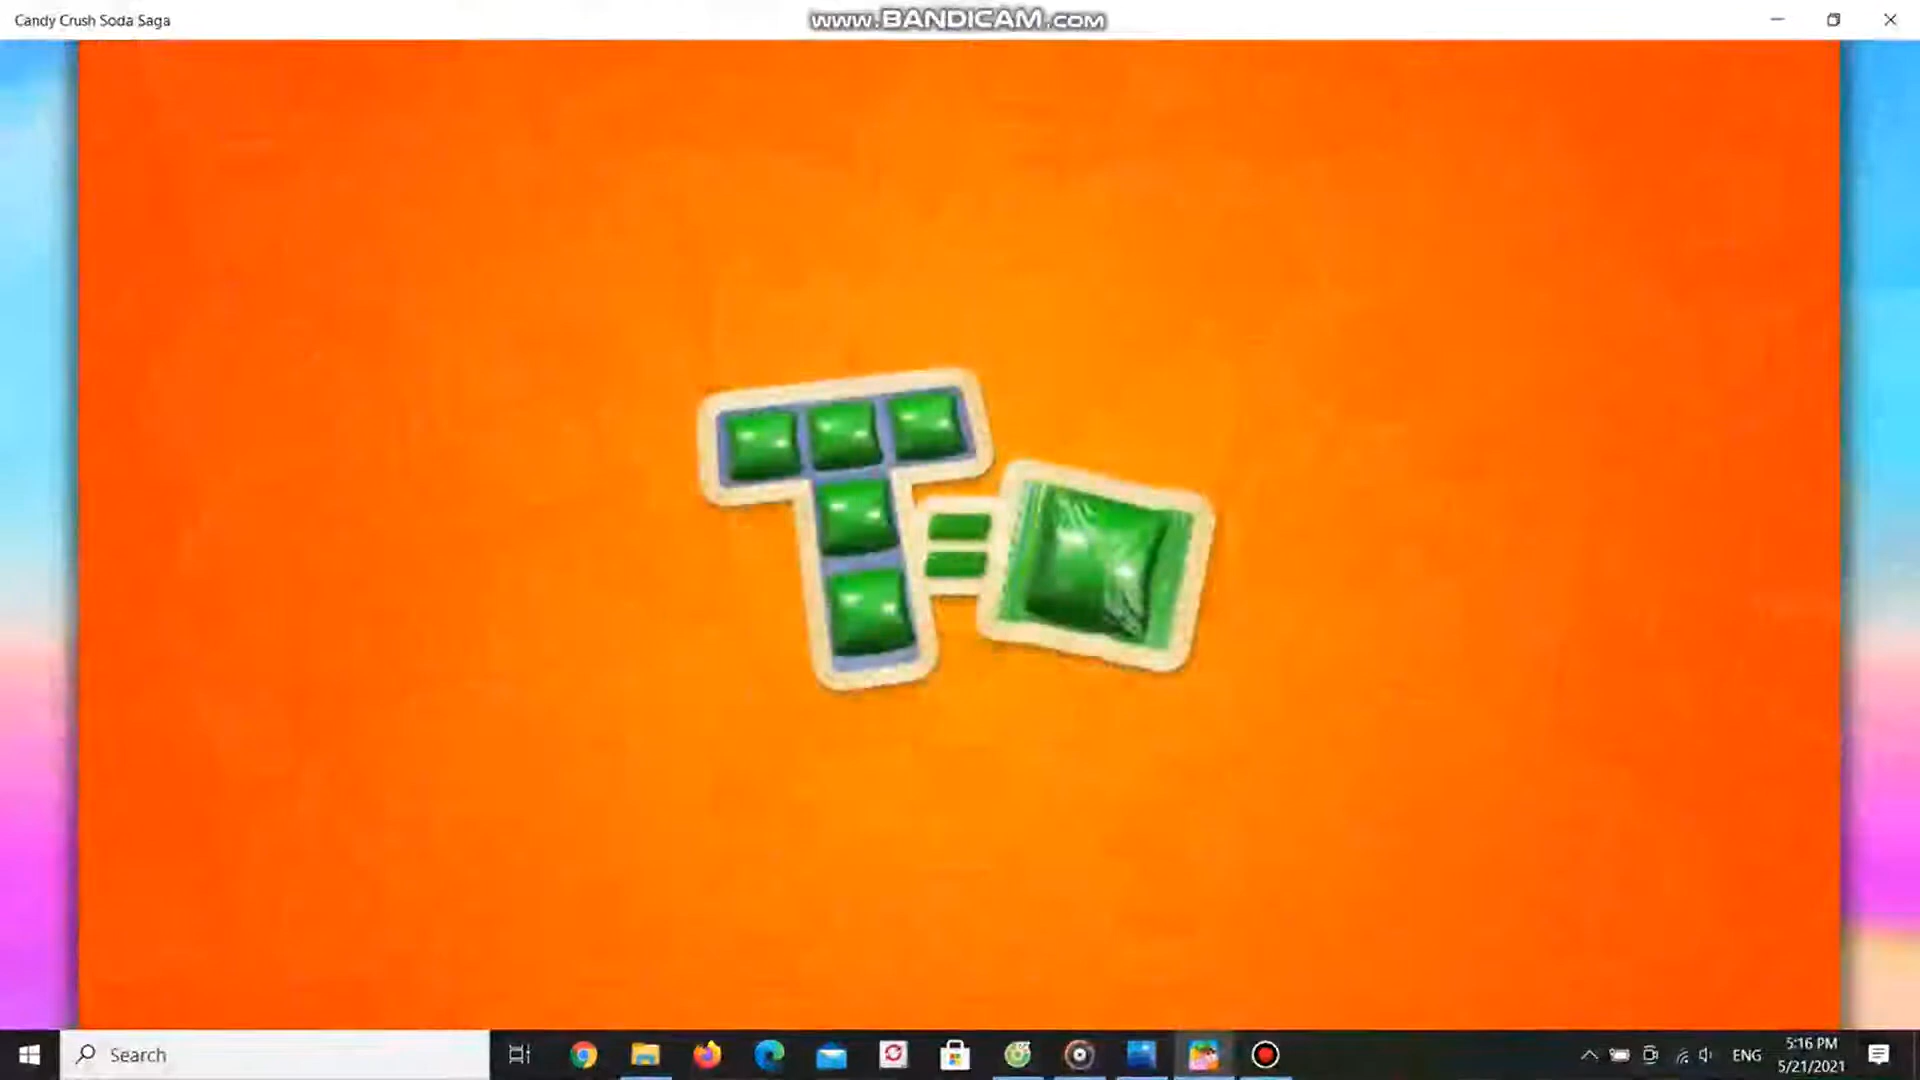 Candy Crush Soda Saga
www.BANDICAM.com
Search
ENG
5:16 PM
5/21/2021